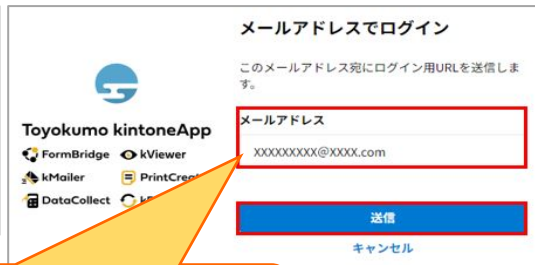 メールアドレスでログイン
このメールアドレス宛にログイン用URLを送信しま
す。
Toyokumo kintoneApp
メールアドレス
FormBridge kViewer
XXXXXXXXX@XXXX.com
kMailer
DataCollect
送信
キャンセル